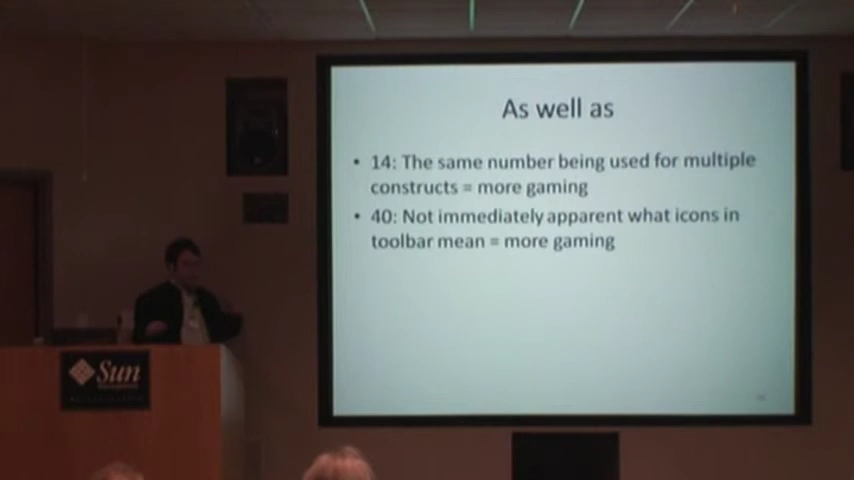 As well as
• 14: The same number being used for multiple
constructs = more gaming
• 40: Not immediately apparent what icons in
toolbar mean = more gaming
Sun